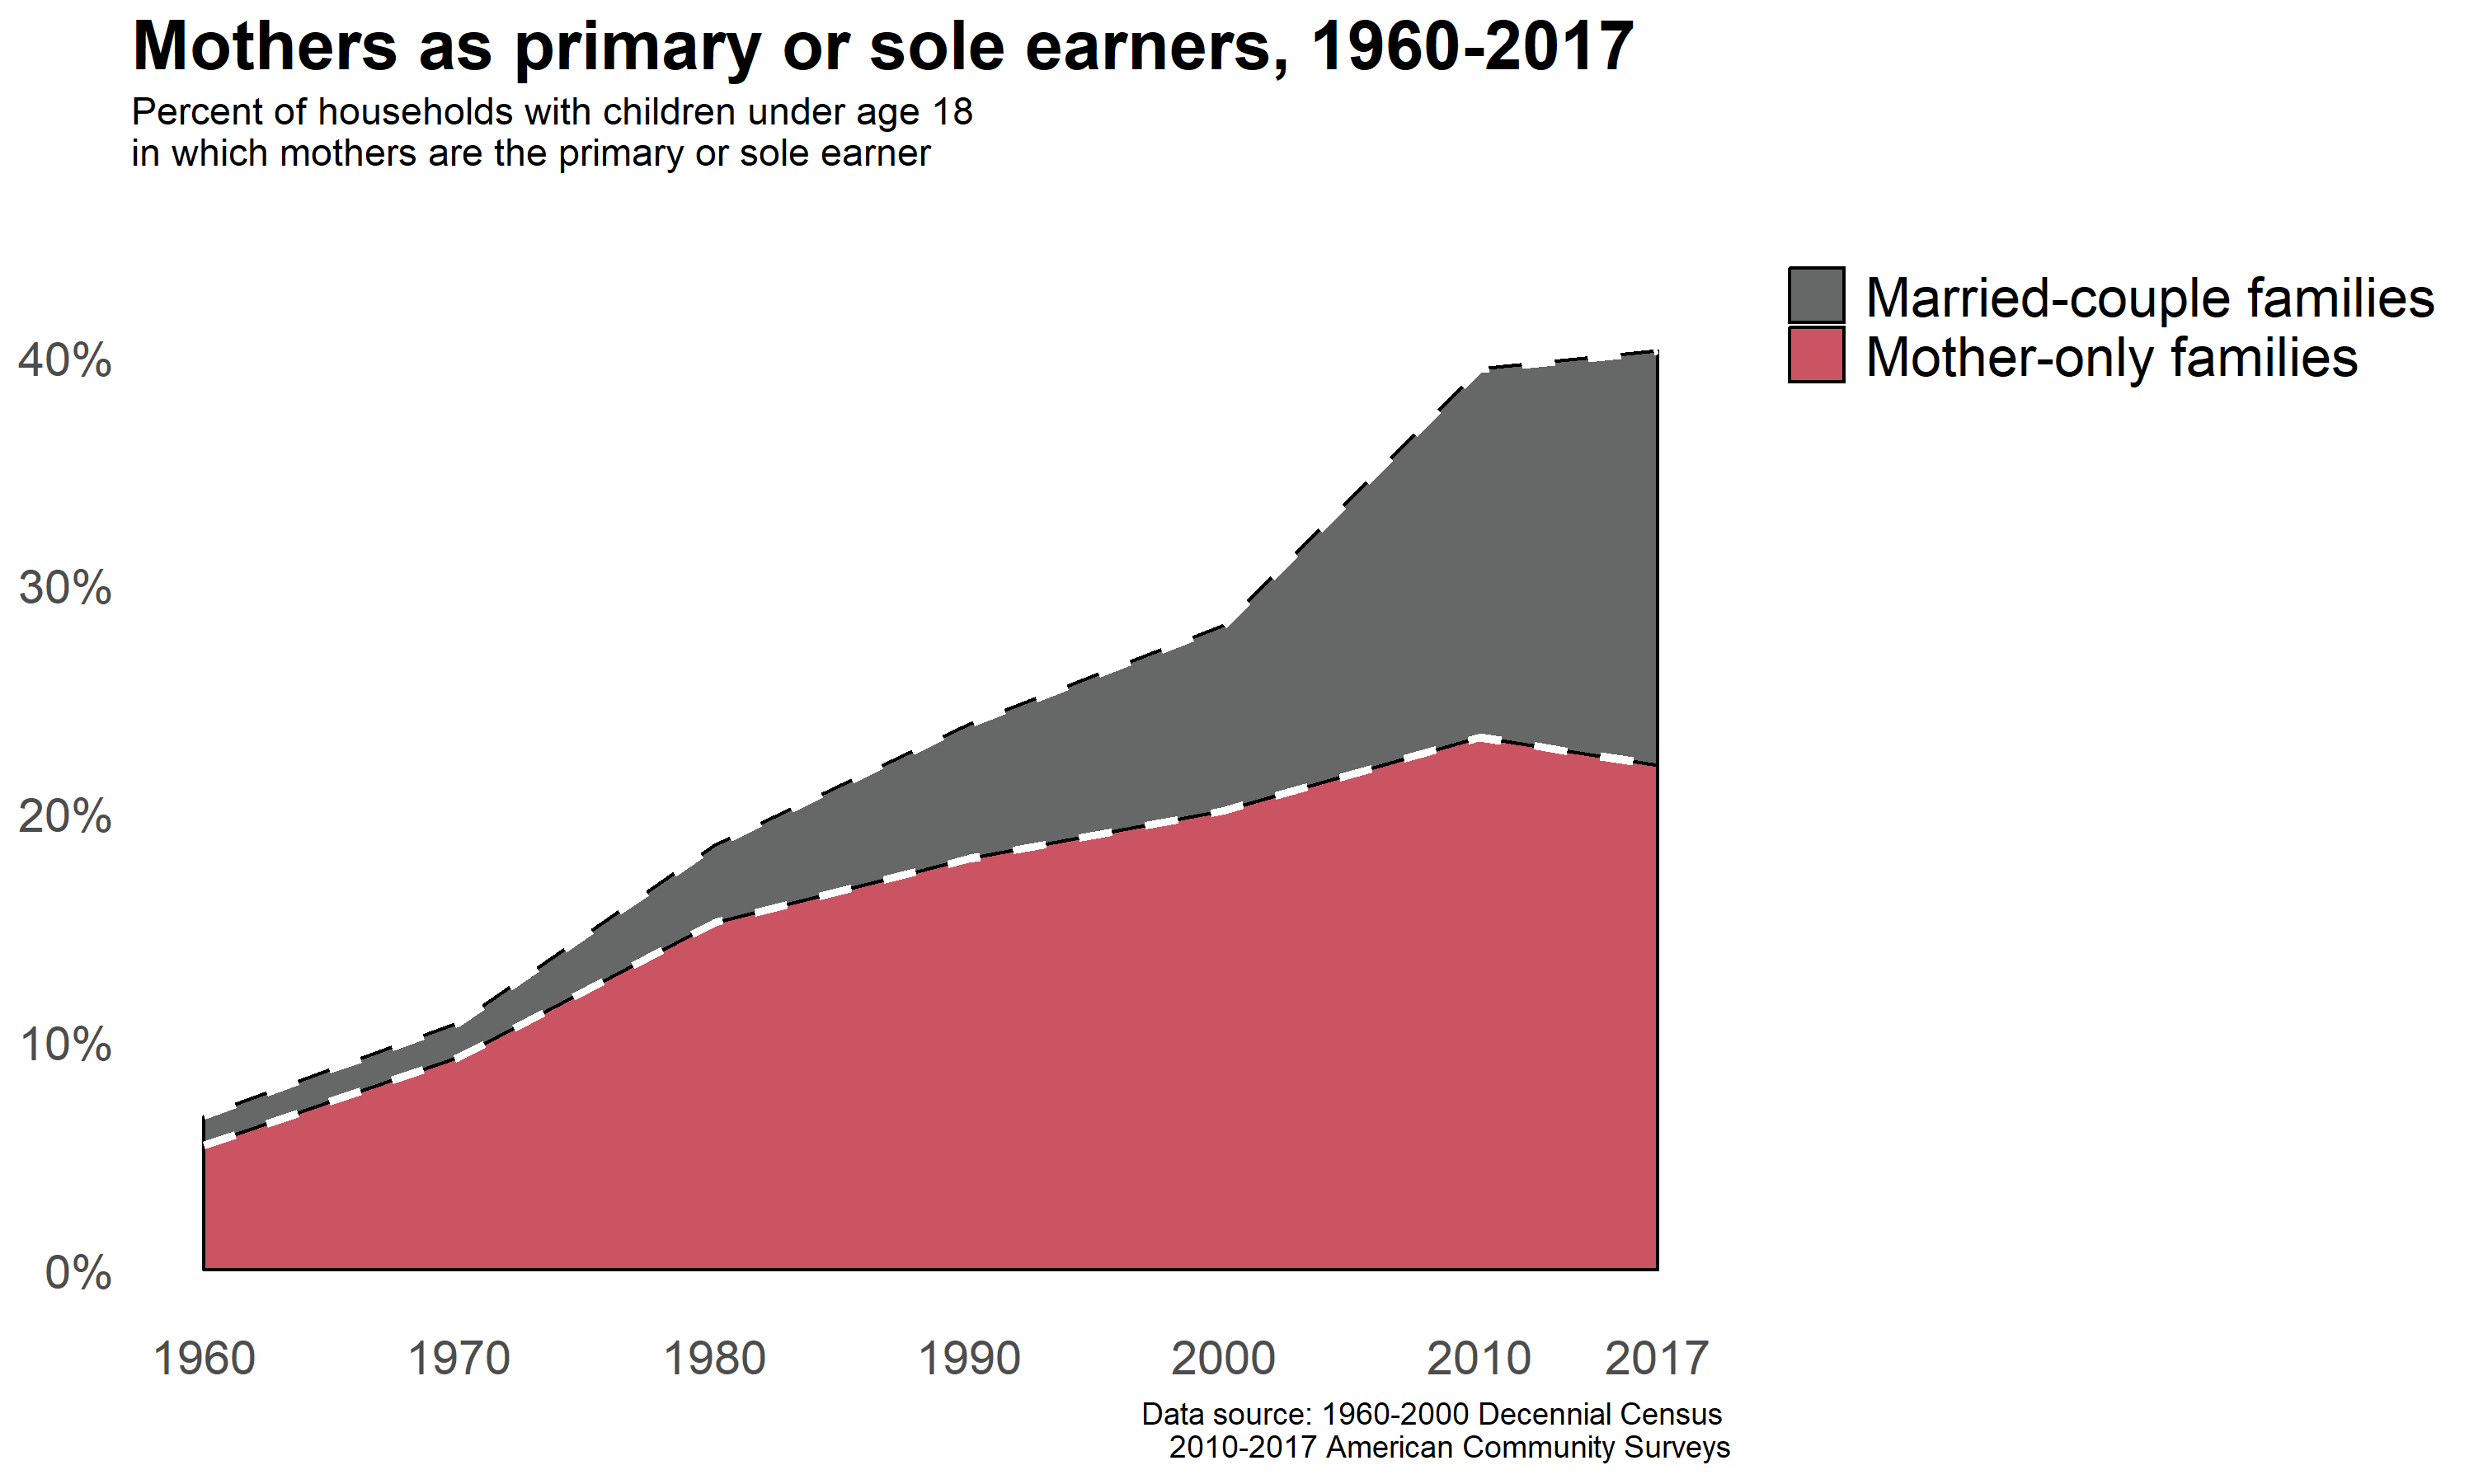 Mothers as primary or sole earners, 1960-2017
Percent of households with children under age 18
in which mothers are the primary or sole earner
Married-couple families
Mother-only families
40%
30%
20%
10%
0%
1960 1970 1980 1990 2000 2010 2017
Data source: 1960-2000 Decennial Census
2010-2017 American Community Surveys